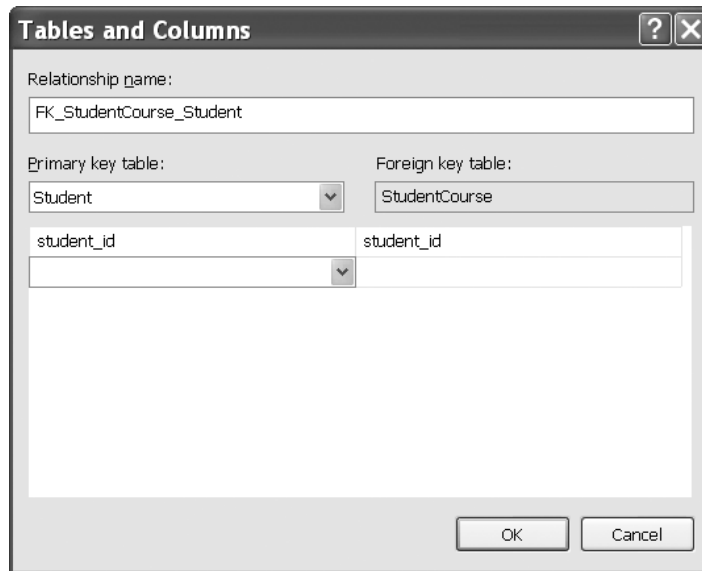 Tables and Columns
?
Relationship name:
FK_StudentCourse_Student
Primary key table:
Foreign key table:
Student
StudentCourse
student_id
student_id
OK
Cancel